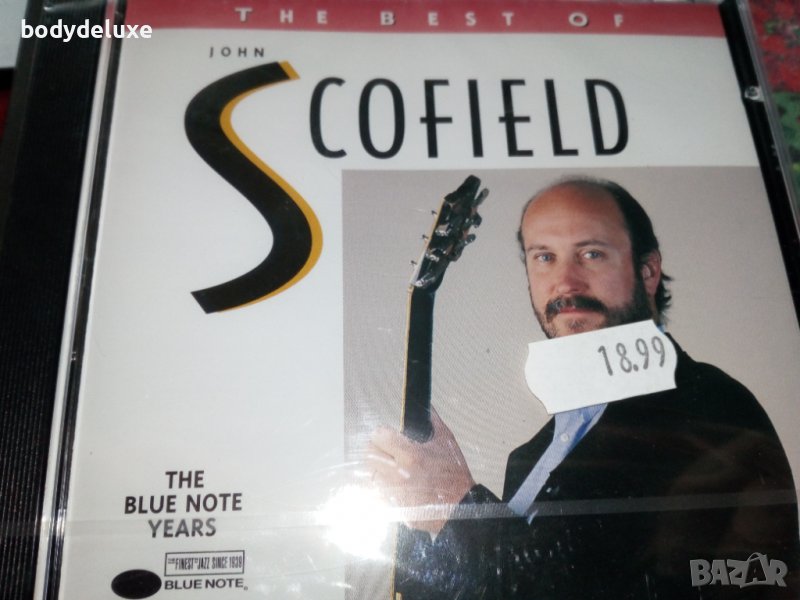 bodydeluxe
THE BEST OF
JOHN
SCOFIELD
18.99
THE
BLUE NOTE
YEARS
THE FINEST IN JAZZ SINCE 1939
BLUE NOTE®
BAZAR